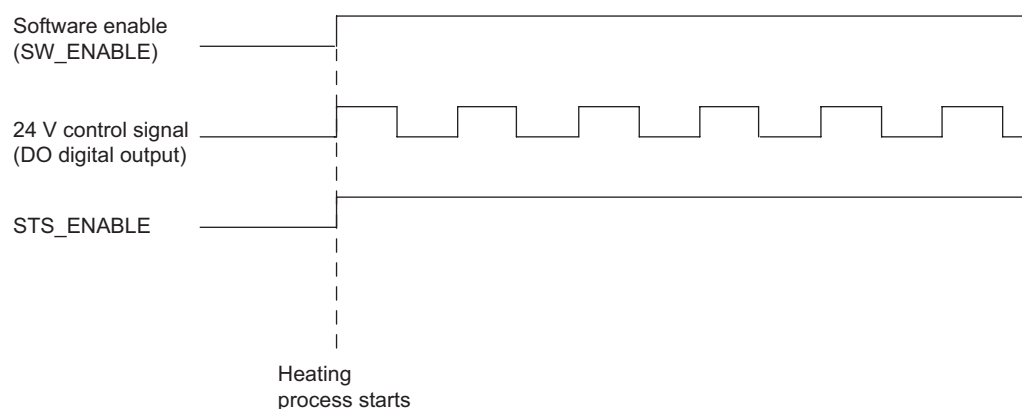 Software enable
(SW_ENABLE)
24 V control signal
(DO digital output)
STS_ENABLE
Heating
process starts